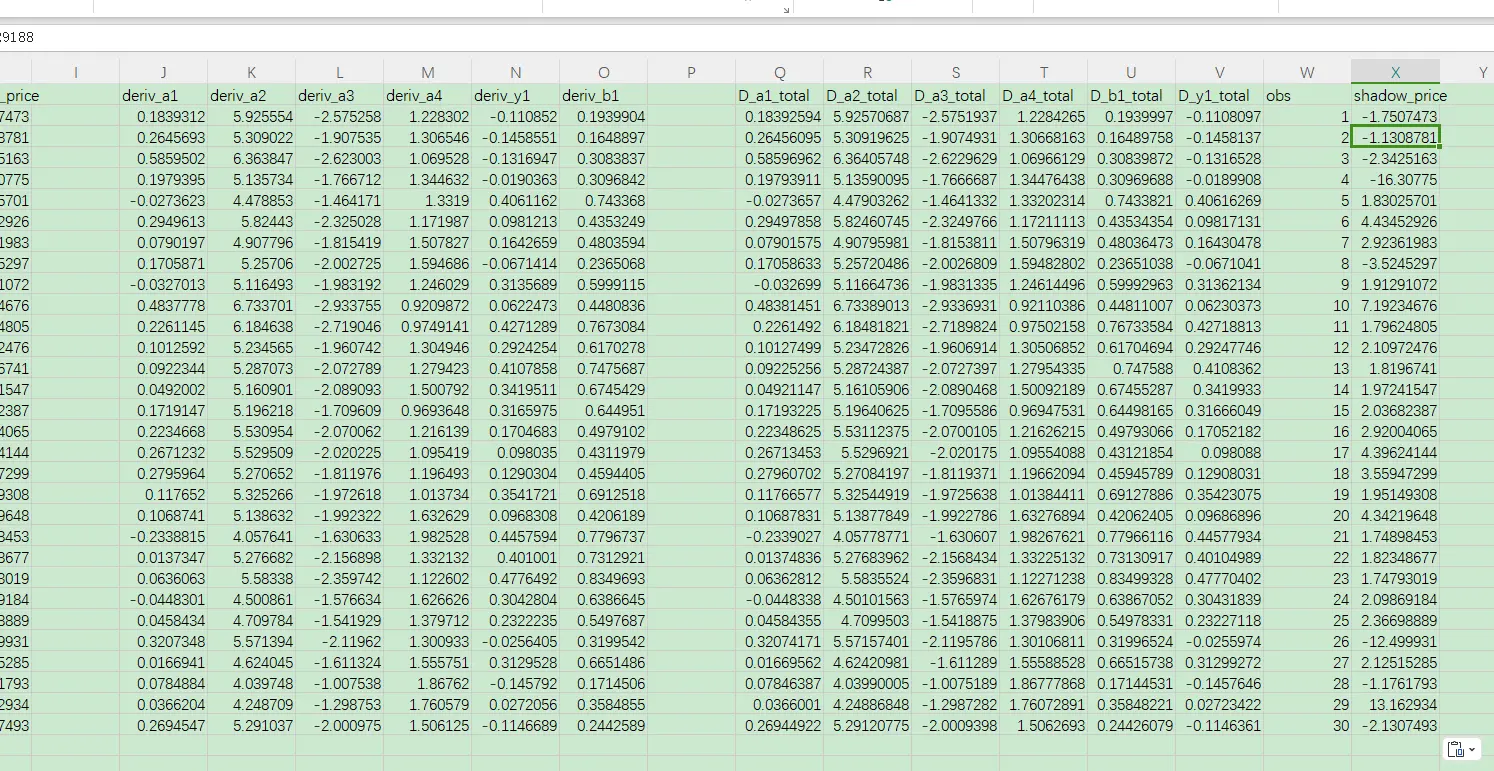 29188
I J K L M N O P Q R S T U V W X Y
_price deriv_a1 deriv_a2 deriv_a3 deriv_a4 deriv_y1 deriv_b1 D_a1_total D_a2_total D_a3_total D_a4_total D_b1_total D_y1_total obs shadow_price
7473 0.1839312 5.925554 -2.575258 1.228302 -0.110852 0.1939904 0.18392594 5.92570687 -2.5751937 1.2284265 0.1939997 -0.1108097 1 -1.7507473
8781 0.2645693 5.309022 -1.907535 1.306546 -0.1458551 0.1648897 0.26456095 5.30919625 -1.9074931 1.30668163 0.16489758 -0.1458137 2 -1.1308781
5163 0.5859502 6.363847 -2.623003 1.069528 -0.1316947 0.3083837 0.58596962 6.36405748 -2.6229629 1.06966129 0.30839872 -0.1316528 3 -2.3425163
0775 0.1979395 5.135734 -1.766712 1.344632 -0.0190363 0.3096842 0.19793911 5.13590095 -1.7666687 1.34476438 0.30969688 -0.0189908 4 -16.30775
5701 -0.0273623 4.478853 -1.464171 1.3319 0.4061162 0.743368 -0.0273657 4.47903262 -1.4641332 1.33202314 0.7433821 0.40616269 5 1.83025701
2926 0.2949613 5.82443 -2.325028 1.171987 0.0981213 0.4353249 0.29497858 5.82460745 -2.3249766 1.17211113 0.43534354 0.09817131 6 4.43452926
1983 0.0790197 4.907796 -1.815419 1.507827 0.1642659 0.4803594 0.07901575 4.90795981 -1.8153811 1.50796319 0.48036473 0.16430478 7 2.92361983
5297 0.1705871 5.25706 -2.002725 1.594686 -0.0671414 0.2365068 0.17058633 5.25720486 -2.0026809 1.59482802 0.23651038 -0.0671041 8 -3.5245297
1072 -0.0327013 5.116493 -1.983192 1.246029 0.3135689 0.5999115 -0.032699 5.11664736 -1.9831335 1.24614496 0.59992963 0.31362134 9 1.91291072
4676 0.4837778 6.733701 -2.933755 0.9209872 0.0622473 0.4480836 0.48381451 6.73389013 -2.9336931 0.92110386 0.44811007 0.06230373 10 7.19234676
4805 0.2261145 6.184638 -2.719046 0.9749141 0.4271289 0.7673084 0.2261492 6.18481821 -2.7189824 0.97502158 0.76733584 0.42718813 11 1.79624805
2476 0.1012592 5.234565 -1.960742 1.304946 0.2924254 0.6170278 0.10127499 5.23472826 -1.9606914 1.30506852 0.61704694 0.29247746 12 2.10972476
6741 0.0922344 5.287073 -2.072789 1.279423 0.4107858 0.7475687 0.09225256 5.28724387 -2.0727397 1.27954335 0.747588 0.4108362 13 1.8196741
1547 0.0492002 5.160901 -2.089093 1.500792 0.3419511 0.6745429 0.04921147 5.16105906 -2.0890468 1.50092189 0.67455287 0.3419933 14 1.97241547
2387 0.1719147 5.196218 -1.709609 0.9693648 0.3165975 0.644951 0.17193225 5.19640625 -1.7095586 0.96947531 0.64498165 0.31666049 15 2.03682387
4065 0.2234668 5.530954 -2.070062 1.216139 0.1704683 0.4979102 0.22348625 5.53112375 -2.0700105 1.21626215 0.49793066 0.17052182 16 2.92004065
4144 0.2671232 5.529509 -2.020225 1.095419 0.098035 0.4311979 0.26713453 5.5296921 -2.020175 1.09554088 0.43121854 0.098088 17 4.39624144
7299 0.2795964 5.270652 -1.811976 1.196493 0.1290304 0.4594405 0.27960702 5.27084197 -1.8119371 1.19662094 0.45945789 0.12908031 18 3.55947299
9308 0.117652 5.325266 -1.972618 1.013734 0.3541721 0.6912518 0.11766577 5.32544919 -1.9725638 1.01384411 0.69127886 0.35423075 19 1.95149308
9648 0.1068741 5.138632 -1.992322 1.632629 0.0968308 0.4206189 0.10687831 5.13877849 -1.9922786 1.63276894 0.42062405 0.09686896 20 4.34219648
8453 -0.2338815 4.057641 -1.630633 1.982528 0.4457594 0.7796737 -0.2339027 4.05778771 -1.630607 1.98267621 0.77966116 0.44577934 21 1.74898453
8677 0.0137347 5.276682 -2.156898 1.332132 0.401001 0.7312921 0.01374836 5.27683962 -2.1568434 1.33225132 0.73130917 0.40104989 22 1.82348677
3019 0.0636063 5.58338 -2.359742 1.122602 0.4776492 0.8349693 0.06362812 5.5835524 -2.3596831 1.12271238 0.83499328 0.47770402 23 1.74793019
9184 -0.0448301 4.500861 -1.576634 1.626626 0.3042804 0.6386645 -0.0448338 4.50101563 -1.5765974 1.62676179 0.63867052 0.30431839 24 2.09869184
8889 0.0458434 4.709784 -1.541929 1.379712 0.2322235 0.5497687 0.04584355 4.7099503 -1.5418875 1.37983906 0.54978331 0.23227118 25 2.36698889
9931 0.3207348 5.571394 -2.11962 1.300933 -0.0256405 0.3199542 0.32074171 5.57157401 -2.1195786 1.30106811 0.31996524 -0.0255974 26 -12.499931
5285 0.0166941 4.624045 -1.611324 1.555751 0.3129528 0.6651486 0.01669562 4.62420981 -1.611289 1.55588528 0.66515738 0.31299272 27 2.12515285
1793 0.0784884 4.039748 -1.007538 1.86762 -0.145792 0.1714506 0.07846387 4.03990005 -1.0075189 1.86777868 0.17144531 -0.1457646 28 -1.1761793
2934 0.0366204 4.248709 -1.298753 1.760579 0.0272056 0.3584855 0.0366001 4.24886848 -1.2987282 1.76072891 0.35848221 0.02723422 29 13.162934
7493 0.2694547 5.291037 -2.000975 1.506125 -0.1146689 0.2442589 0.26944922 5.29120775 -2.0009398 1.5062693 0.24426079 -0.1146361 30 -2.1307493